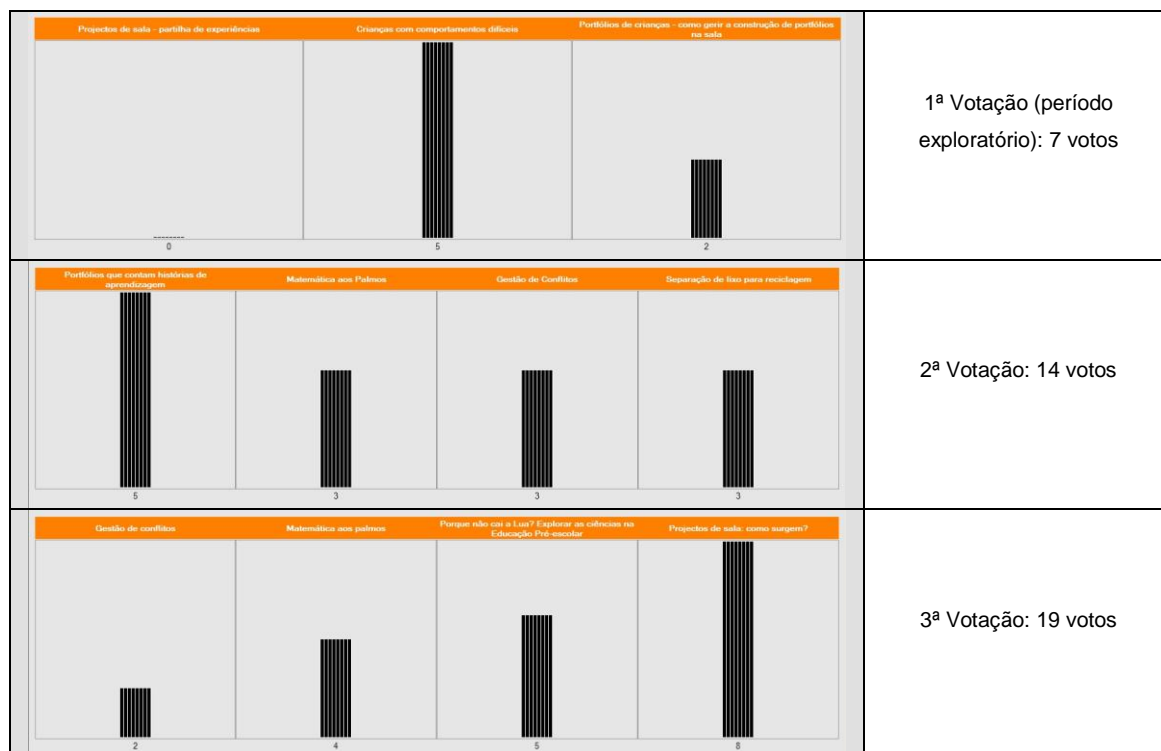 Projectos de sala - partilha de experiências
Crianças com comportamentos difíceis
Portfólios de crianças - como gerir a construção de portfólios
na sala
0
5
2
1ª Votação (período
exploratório): 7 votos
Portfólios que contam histórias de
aprendizagem
Matemática aos Palmos
Gestão de Conflitos
Separação de lixo para reciclagem
5
3
3
3
2ª Votação: 14 votos
Gestão de conflitos
Matemática aos palmos
Porque não cai a Lua? Explorar as ciências na
Educação Pré-escolar
Projectos de sala: como surgem?
2
4
5
8
3ª Votação: 19 votos